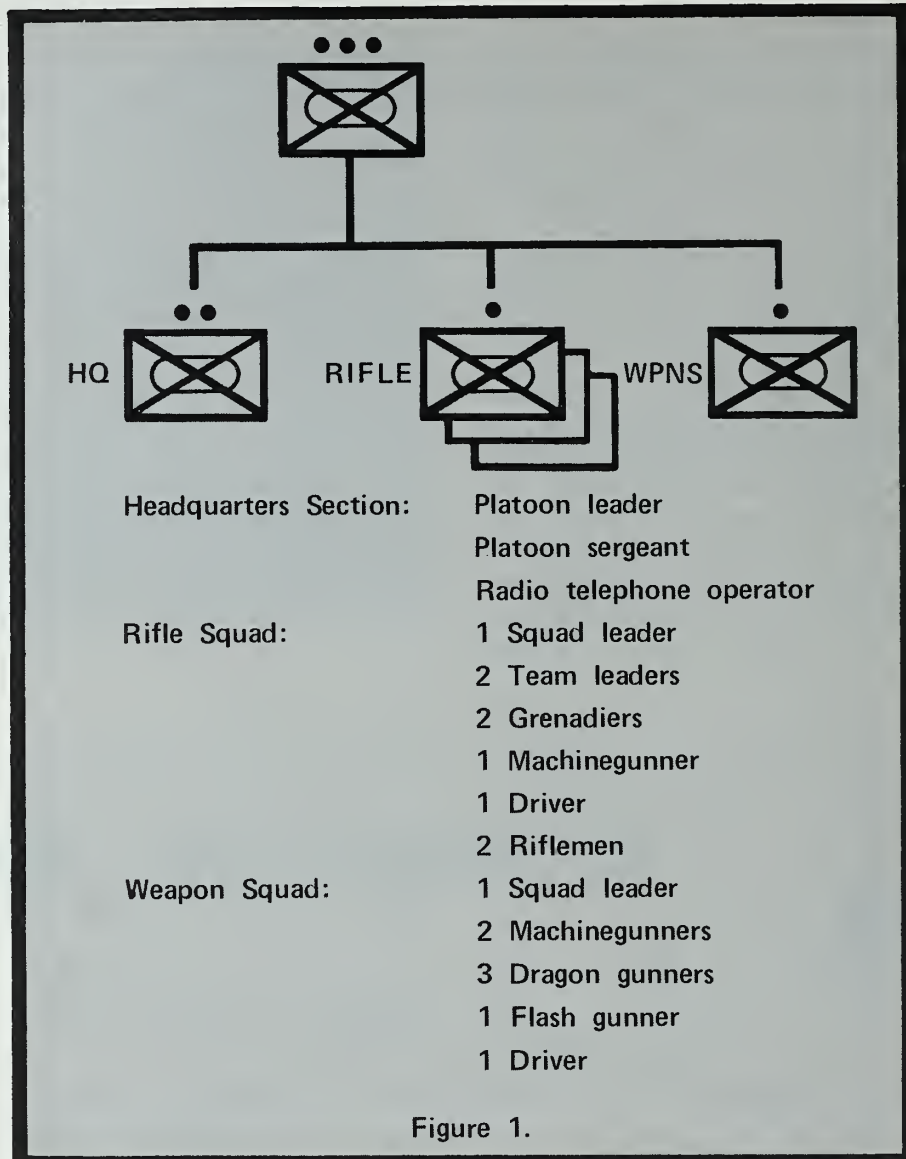 HQ RIFLE WPNS
Headquarters Section: Platoon leader
Platoon sergeant
Radio telephone operator
Rifle Squad: 1 Squad leader
2 Team leaders
2 Grenadiers
1 Machinegunner
1 Driver
2 Riflemen
Weapon Squad: 1 Squad leader
2 Machinegunners
3 Dragon gunners
1 Flash gunner
1 Driver
Figure 1.